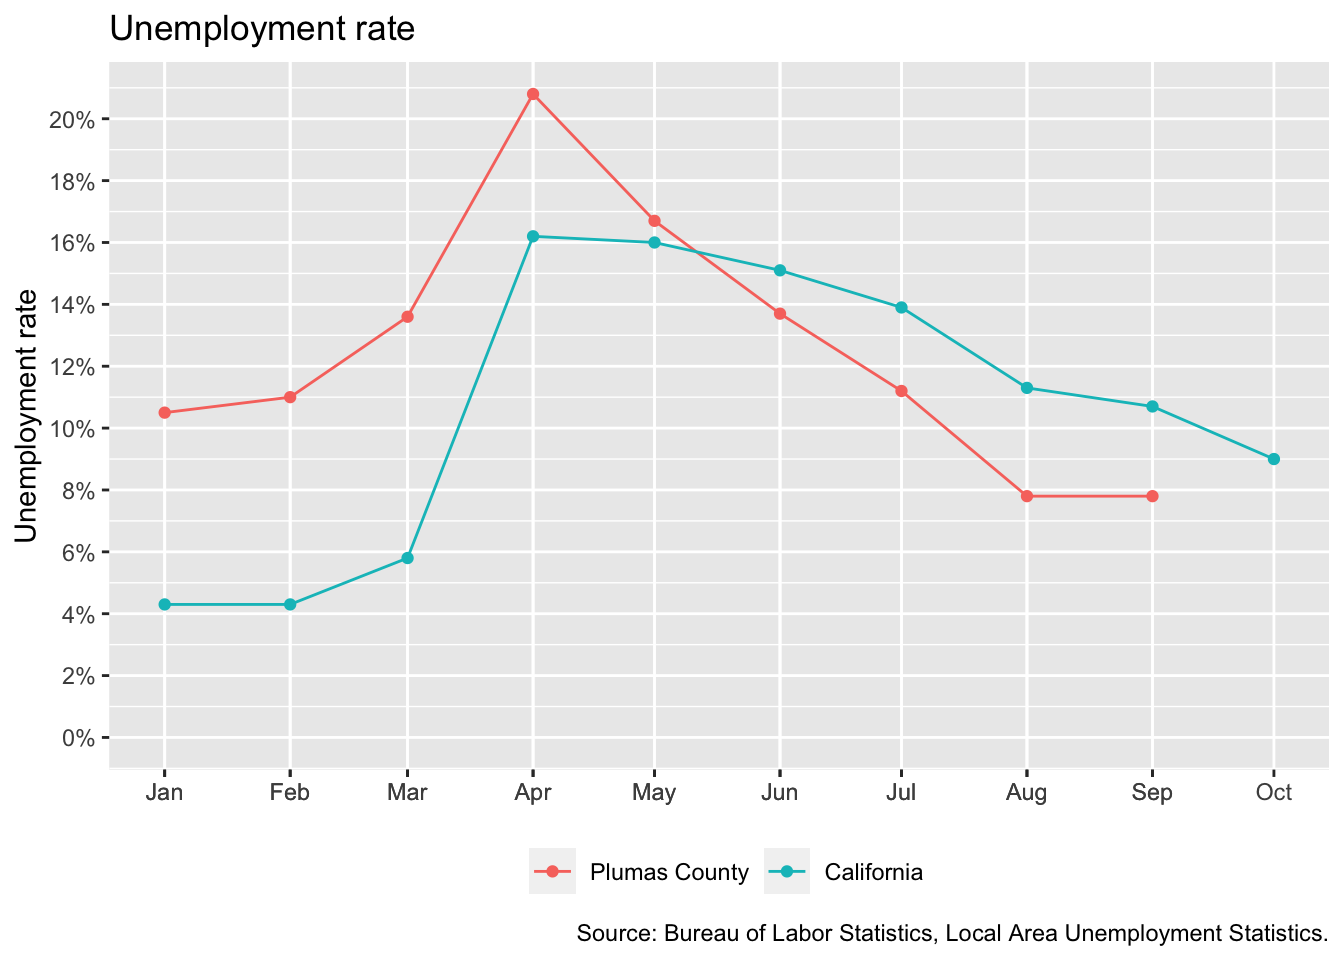 Unemployment rate
Unemployment rate
20%
18%
16%
14%
12%
10%
8%
6%
4%
2%
0%
Jan Feb Mar Apr May Jun Jul Aug Sep Oct
Plumas County California
Source: Bureau of Labor Statistics, Local Area Unemployment Statistics.